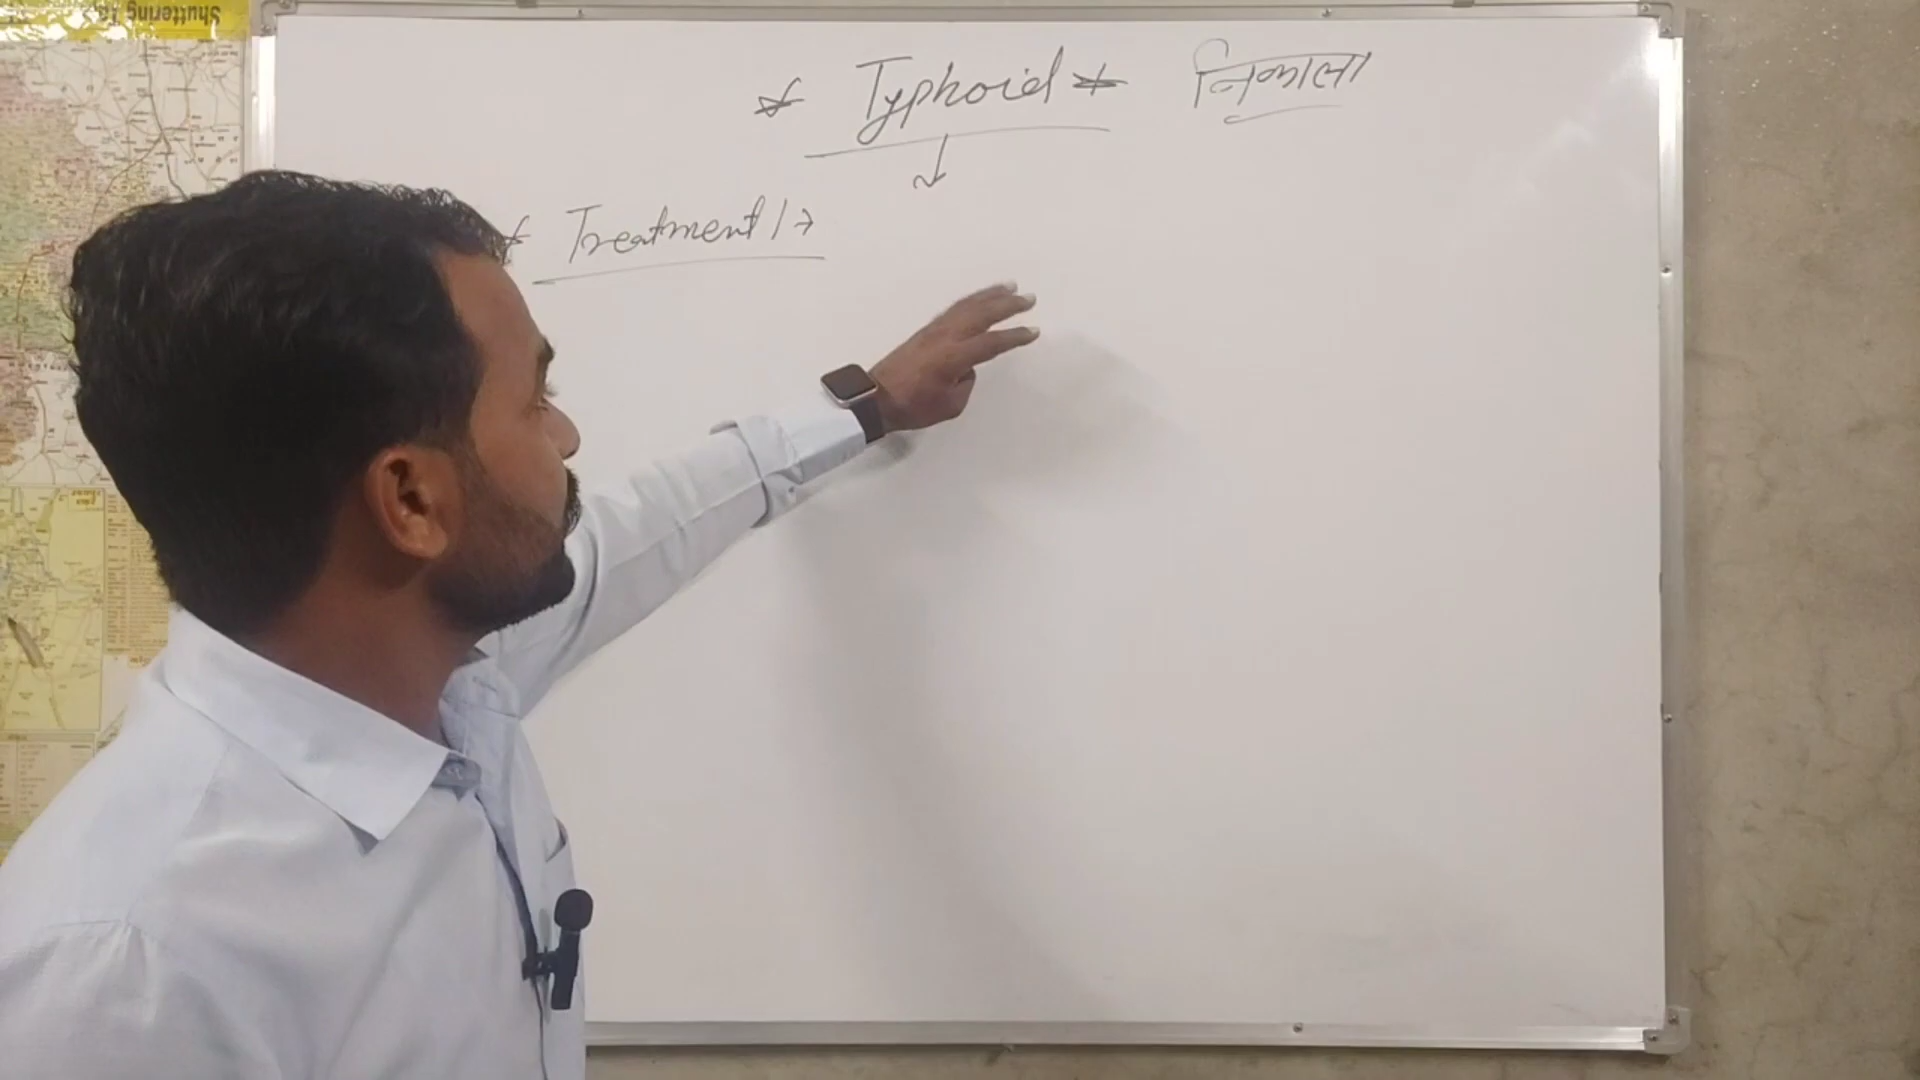 * Typhoid * निकाला
* Treatment / →